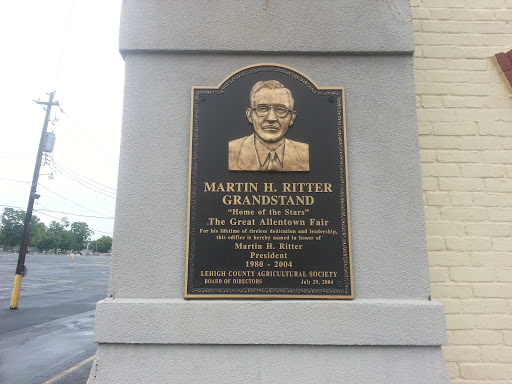 MARTIN H. RITTER
GRANDSTAND
"Home of the Stars"
The Great Allentown Fair
For his lifetime of tireless dedication and leadership,
this edifice is hereby named in honor of
Martin H. Ritter
President
1980 - 2004
LEHIGH COUNTY AGRICULTURAL SOCIETY
BOARD OF DIRECTORS July 29, 2004